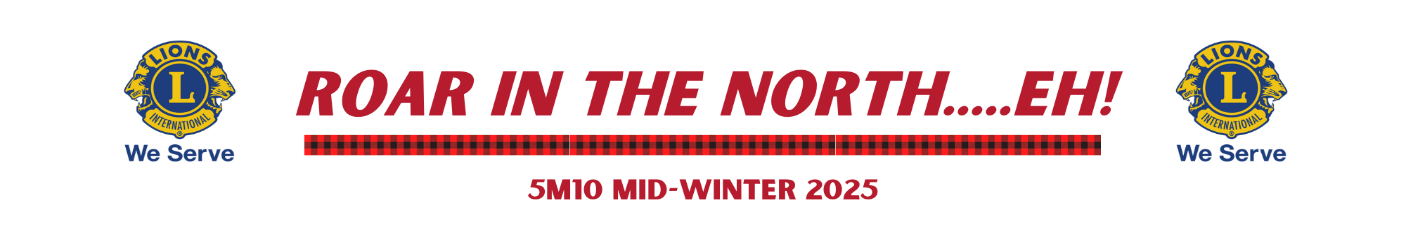 LIONS
L
INTERNATIONAL
We Serve
ROAR IN THE NORTH.....EH!
5M10 MID-WINTER 2025
LIONS
L
INTERNATIONAL
We Serve